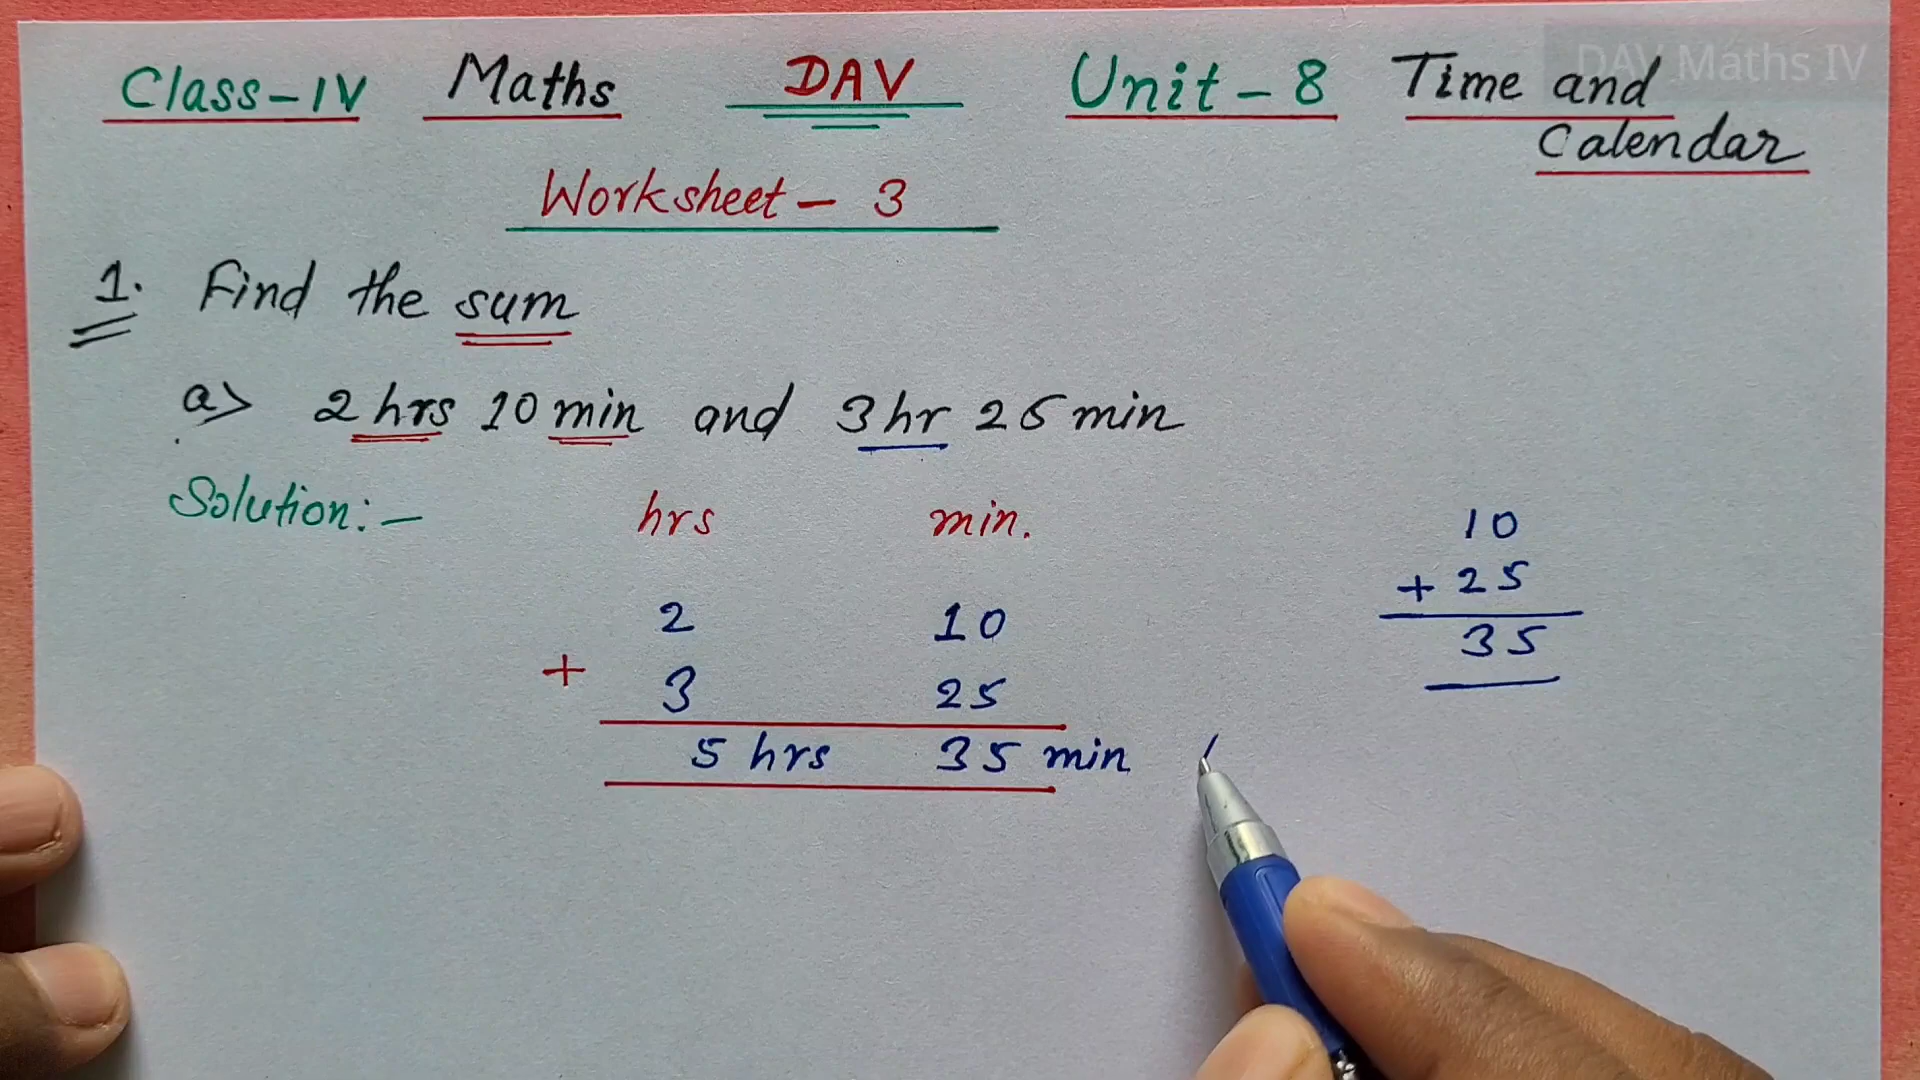 DAV Maths IV
Class-IV Maths DAV Unit-8 Time and
Calendar
Worksheet-3
1. Find the sum
a> 2 hrs 10 min and 3 hr 25 min
Solution:-
hrs min.
2 10
+ 3 25
5 hrs 35 min
10
+ 25
35